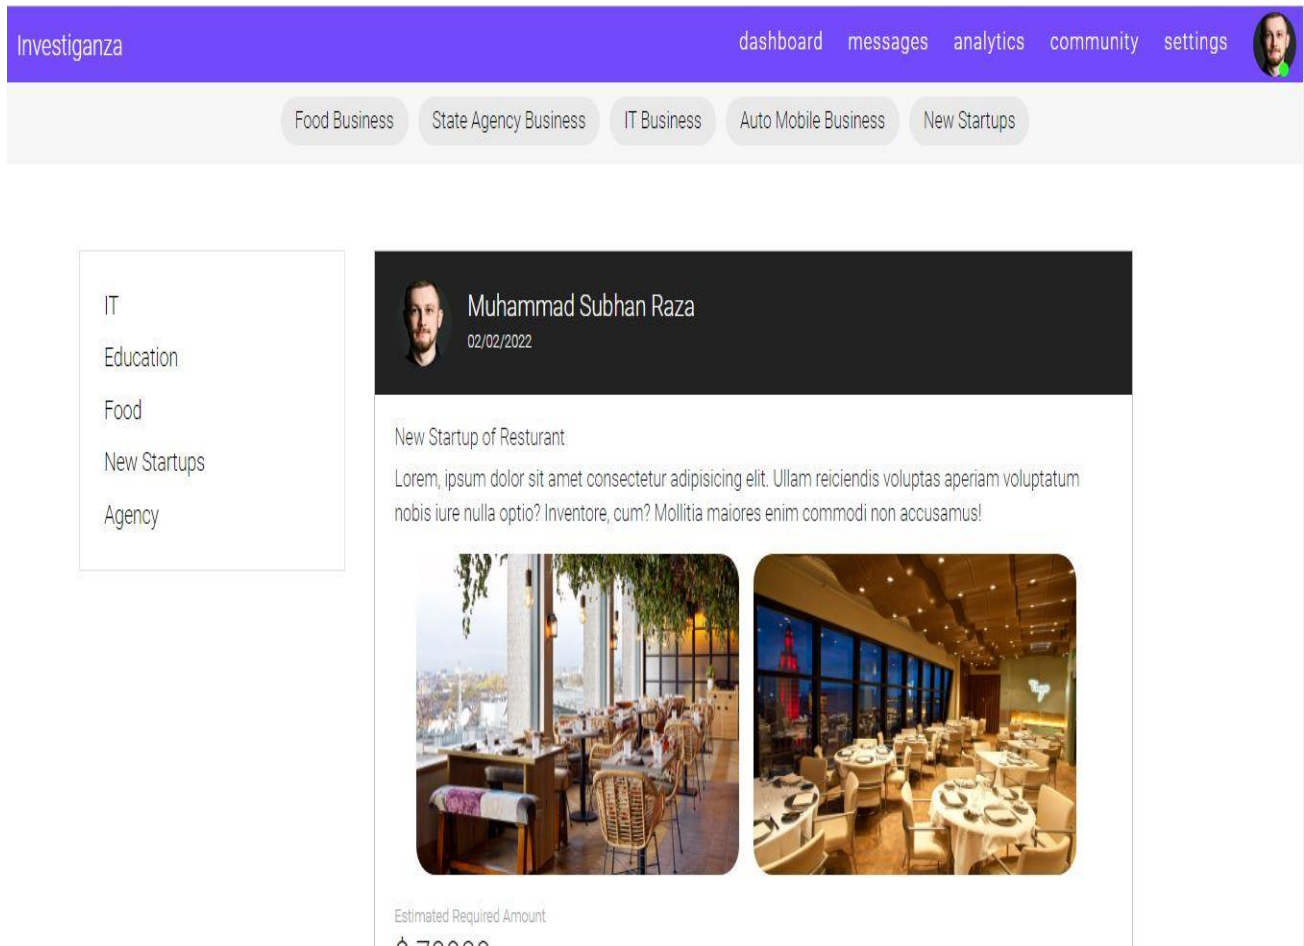 Investiganza
dashboard messages analytics community settings
Food Business State Agency Business IT Business Auto Mobile Business New Startups
IT
Education
Food
New Startups
Agency
Muhammad Subhan Raza
02/02/2022
New Startup of Resturant
Lorem, ipsum dolor sit amet consectetur adipisicing elit. Ullam reiciendis voluptas aperiam voluptatum
nobis iure nulla optio? Inventore, cum? Mollitia maiores enim commodi non accusamus!
Estimated Required Amount